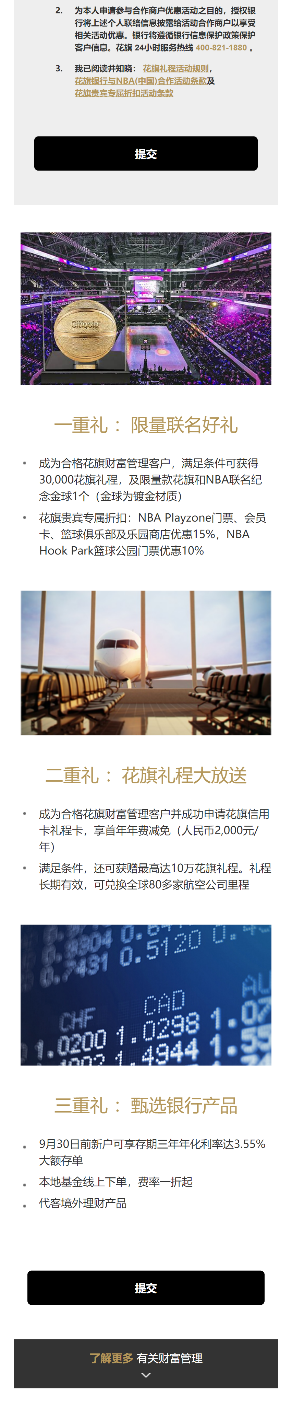 2. 为本人申请参与合作商户优惠活动之目的，授权银
行将上述个人联络信息披露给活动合作商户以享受
相关活动优惠。银行将遵循银行信息保护政策保护
客户信息。花旗 24小时服务热线 400-821-1880 。
3. 我已阅读并知晓： 花旗礼程活动规则，
花旗银行与NBA(中国)合作活动条款及
花旗贵宾专属折扣活动条款
提交
一重礼 ：限量联名好礼
• 成为合格花旗财富管理客户，满足条件可获得
30,000花旗礼程，及限量款花旗和NBA联名纪
念金球1个（金球为镀金材质）
• 花旗贵宾专属折扣：NBA Playzone门票、会员
卡、篮球俱乐部及乐园商店优惠15%，NBA
Hook Park篮球公园门票优惠10%
二重礼 ：花旗礼程大放送
• 成为合格花旗财富管理客户并成功申请花旗信用
卡礼程卡，享首年年费减免（人民币2,000元/
年）
• 满足条件，还可获赠最高达10万花旗礼程。礼程
长期有效，可兑换全球80多家航空公司里程
0.7431 0.5120
CHF CAD AU
1.0200 1.0298 1.07
1.4944
三重礼 ：甄选银行产品
• 9月30日前新户可享存期三年年化利率达3.55%
大额存单
• 本地基金线上下单，费率一折起
• 代客境外理财产品
提交
了解更多 有关财富管理